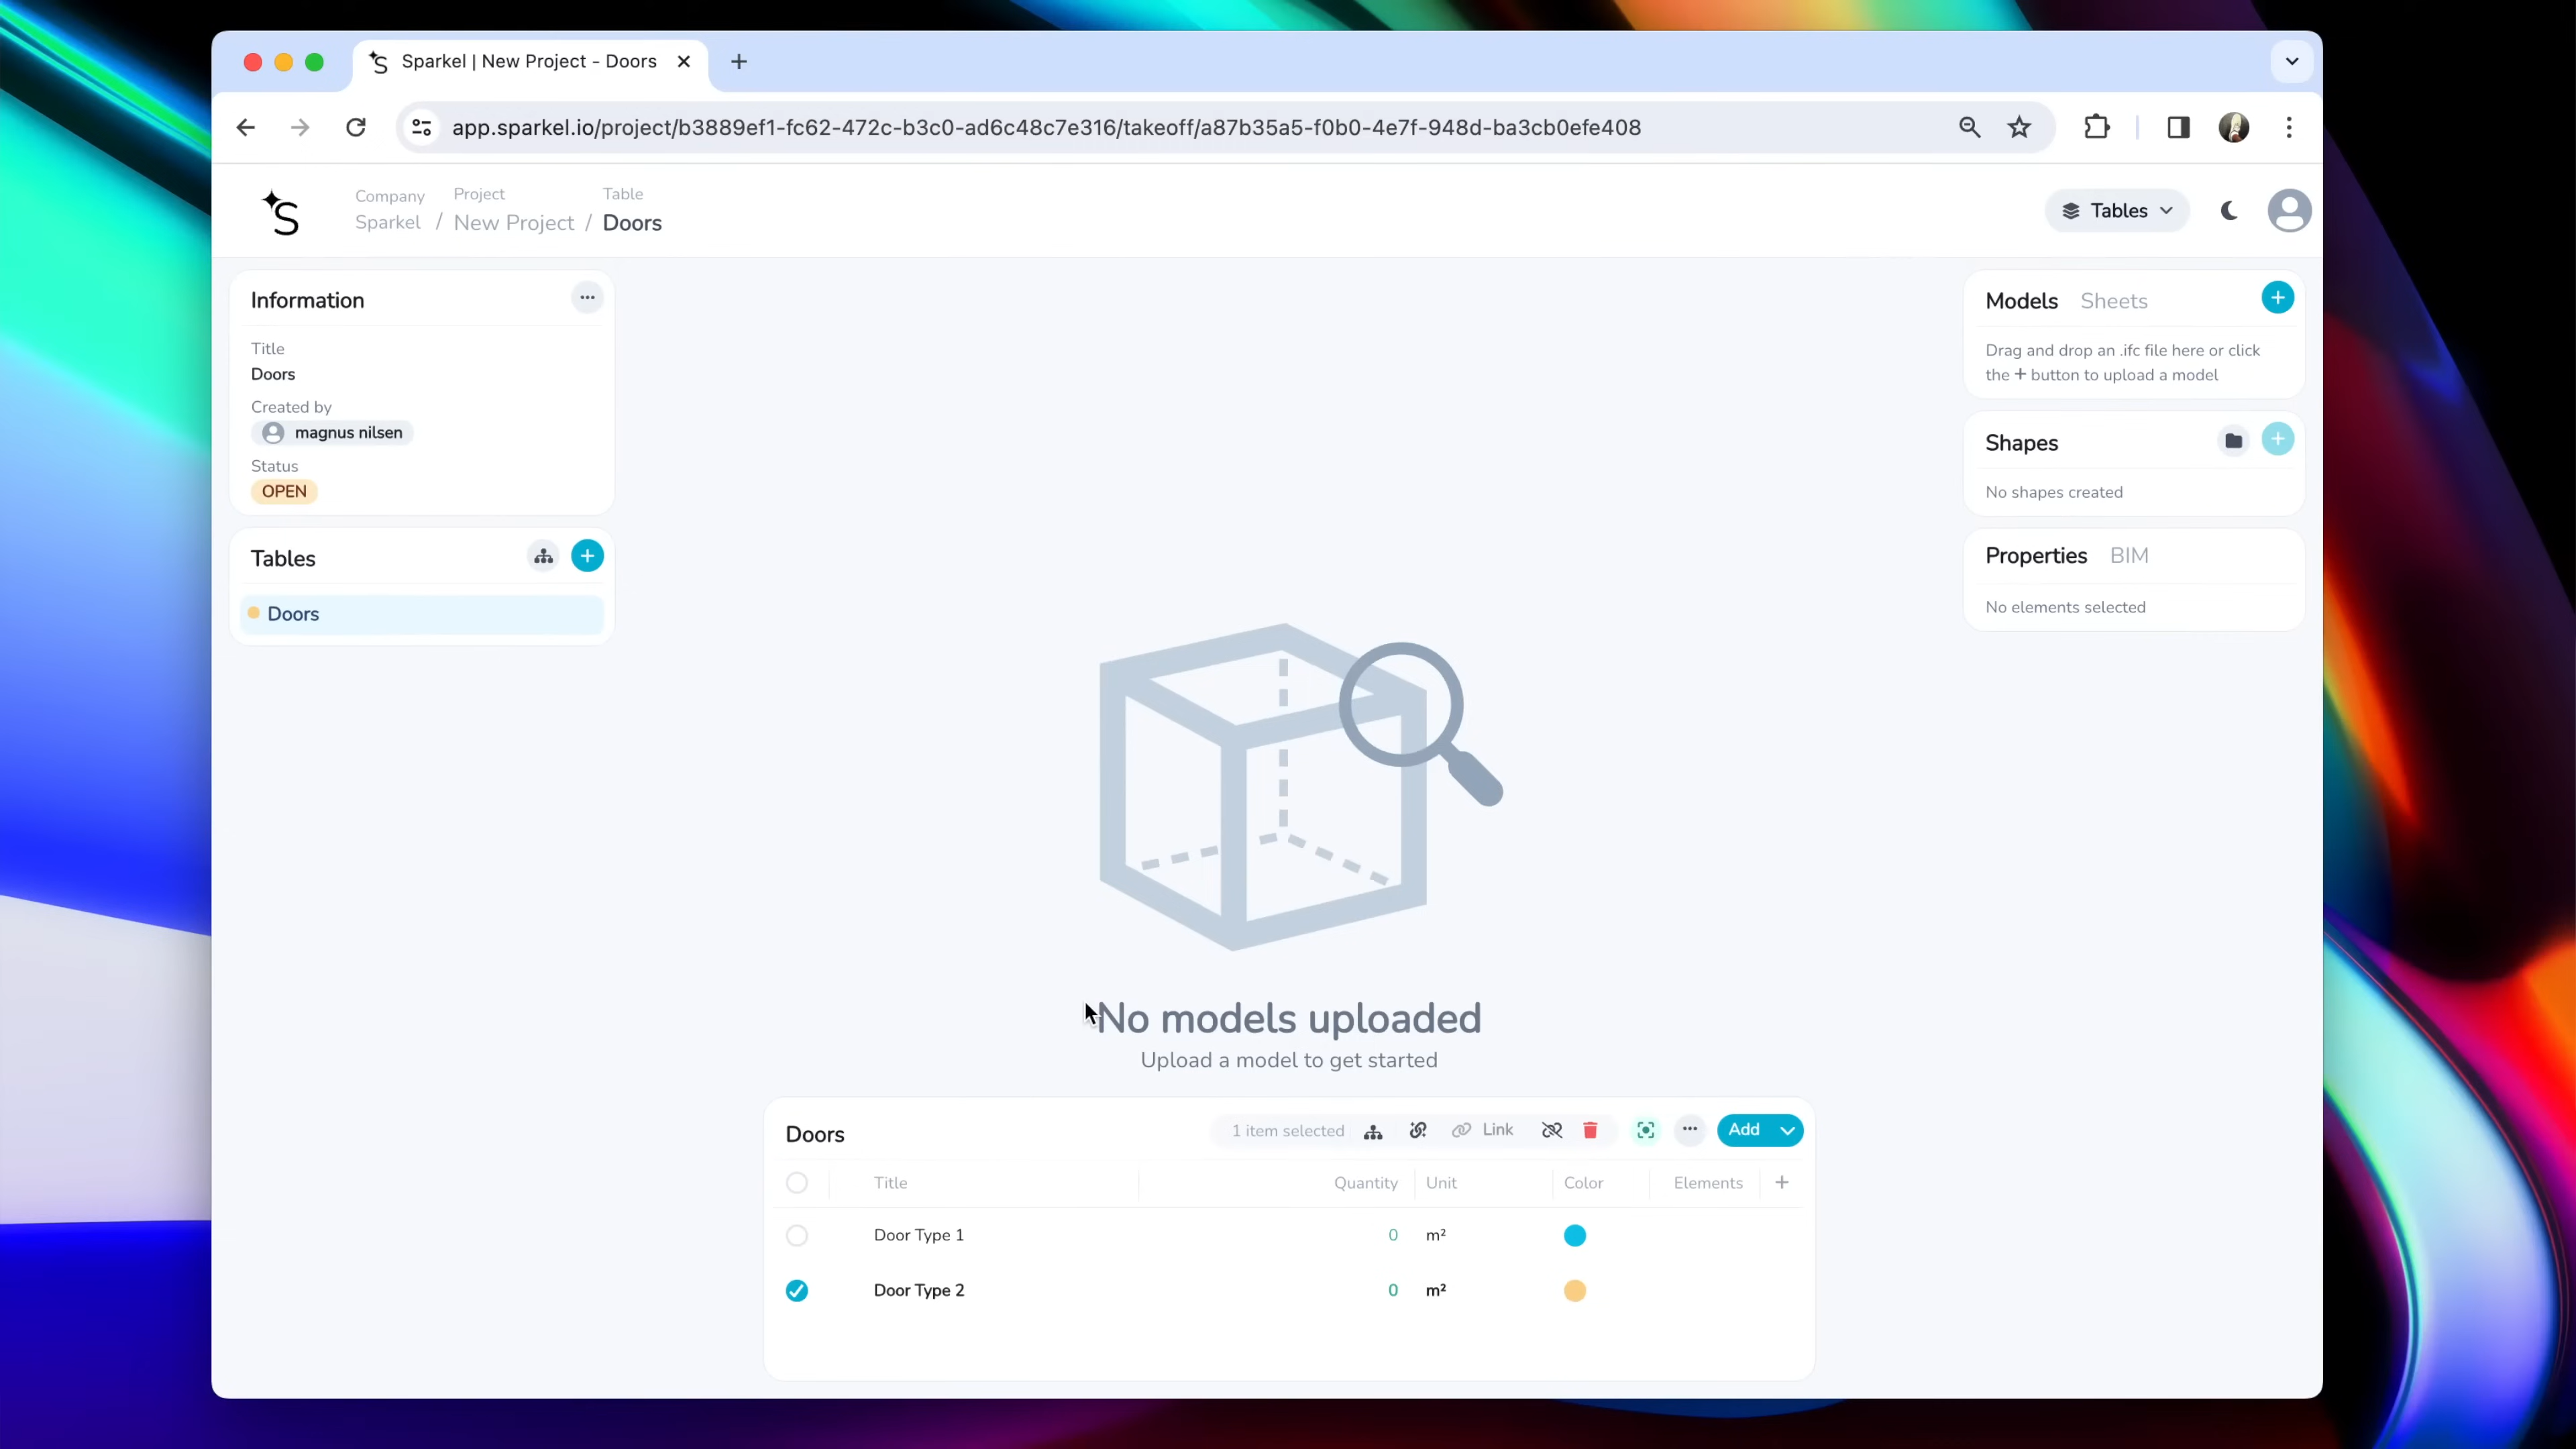 Sparkel | New Project - Doors
app.sparkel.io/project/b3889ef1-fc62-472c-b3c0-ad6c48c7e316/takeoff/a87b35a5-f0b0-4e7f-948d-ba3cb0efe408
S
Company Project Table
Sparkel / New Project / Doors
Tables
Information
Title
Doors
Created by
magnus nilsen
Status
OPEN
Tables
Doors
Models Sheets
Drag and drop an .ifc file here or click
the + button to upload a model
Shapes
No shapes created
Properties BIM
No elements selected
No models uploaded
Upload a model to get started
Doors 1 item selected Link Add
Title Quantity Unit Color Elements
Door Type 1 0 m²
Door Type 2 0 m²